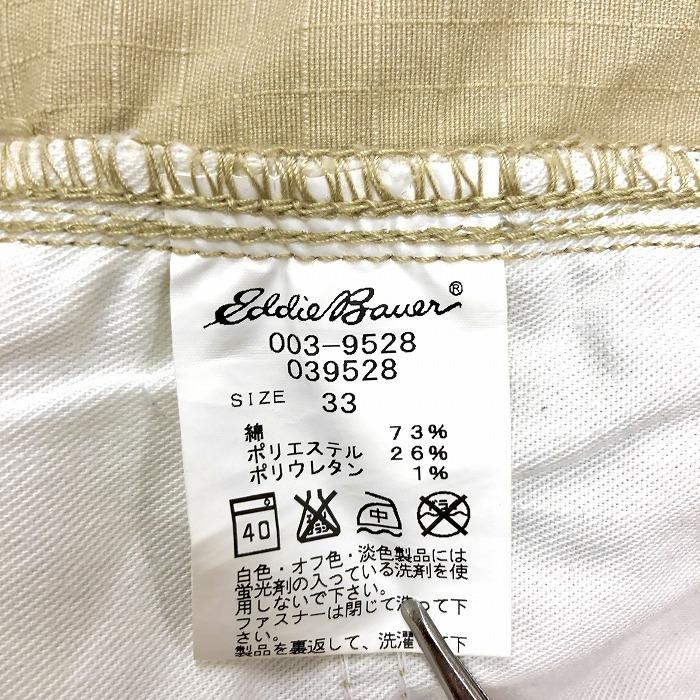 Eddie Bauer®
003-9528
039528
SIZE 33
綿 73%
ポリエステル 26%
ポリウレタン 1%
40 中
白色・オフ色・淡色製品には
蛍光剤の入っている洗剤を使
用しないで下さい。
ファスナーは閉じて洗って下
さい。
製品を裏返して、洗濯 下